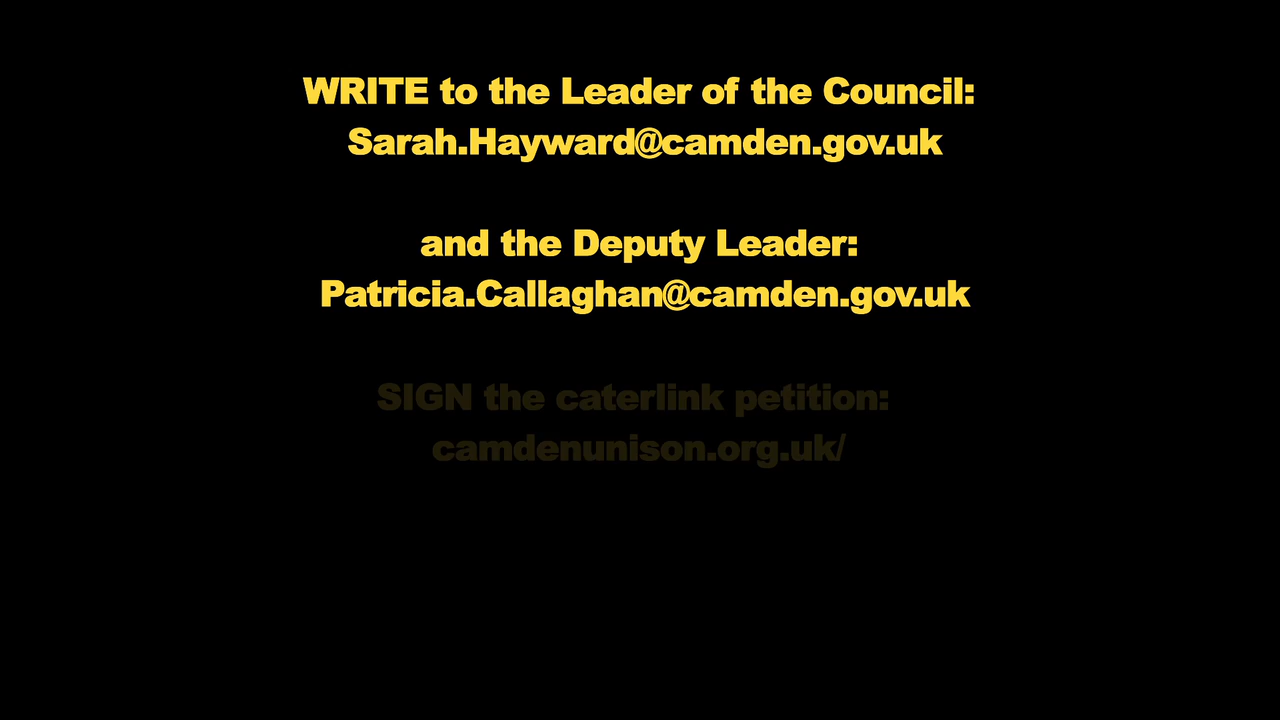 WRITE to the Leader of the Council:
Sarah.Hayward@camden.gov.uk
and the Deputy Leader:
Patricia.Callaghan@camden.gov.uk
SIGN the caterlink petition:
camdenunison.org.uk/